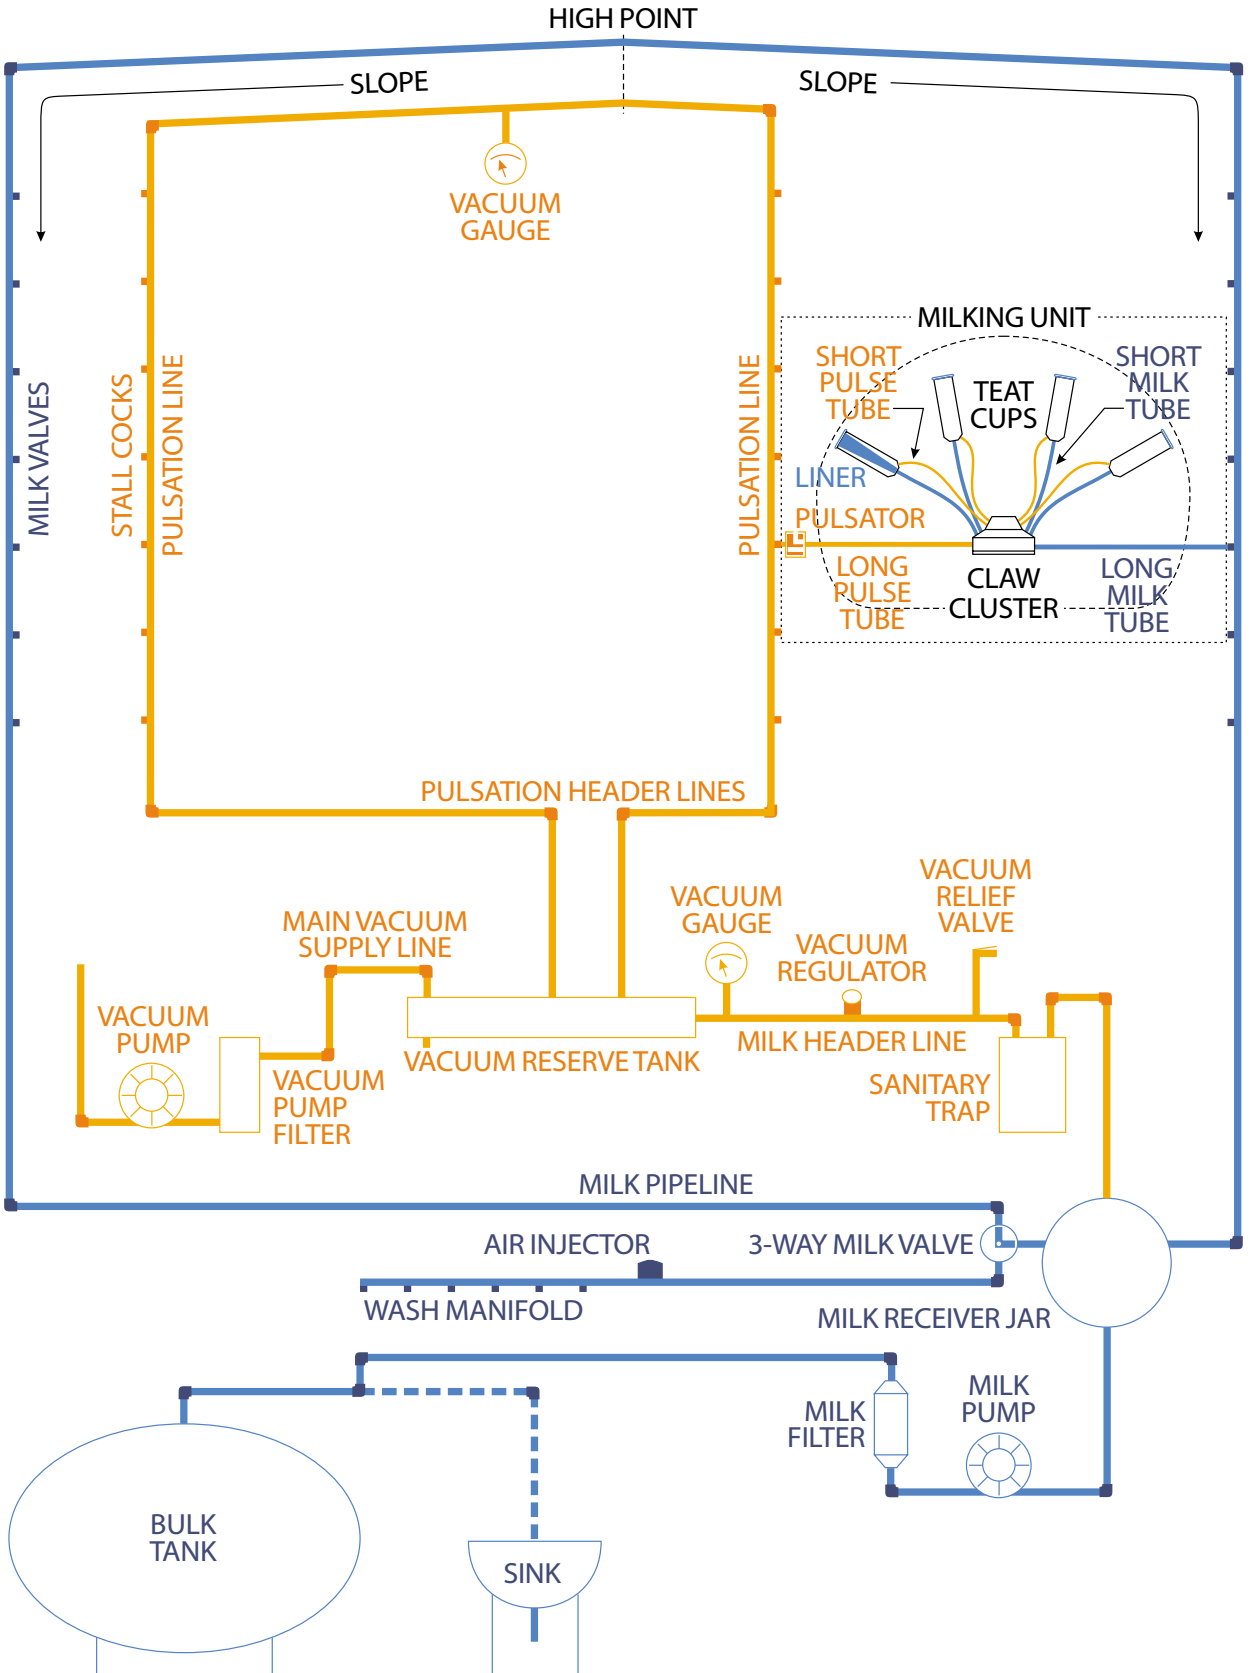 HIGH POINT
SLOPE
SLOPE
VACUUM
GAUGE
MILKING UNIT
SHORT
PULSE
TUBE
TEAT
CUPS
SHORT
MILK
TUBE
MILK VALVES
STALL COCKS
PULSATION LINE
PULSATION LINE
LINER
PULSATOR
LONG
PULSE
TUBE
CLAW
CLUSTER
LONG
MILK
TUBE
PULSATION HEADER LINES
VACUUM
RELIEF
VALVE
VACUUM
GAUGE
MAIN VACUUM
SUPPLY LINE
VACUUM
REGULATOR
VACUUM
PUMP
MILK HEADER LINE
VACUUM RESERVE TANK
VACUUM
PUMP
FILTER
SANITARY
TRAP
MILK PIPELINE
AIR INJECTOR
3-WAY MILK VALVE
WASH MANIFOLD
MILK RECEIVER JAR
MILK
PUMP
MILK
FILTER
BULK
TANK
SINK